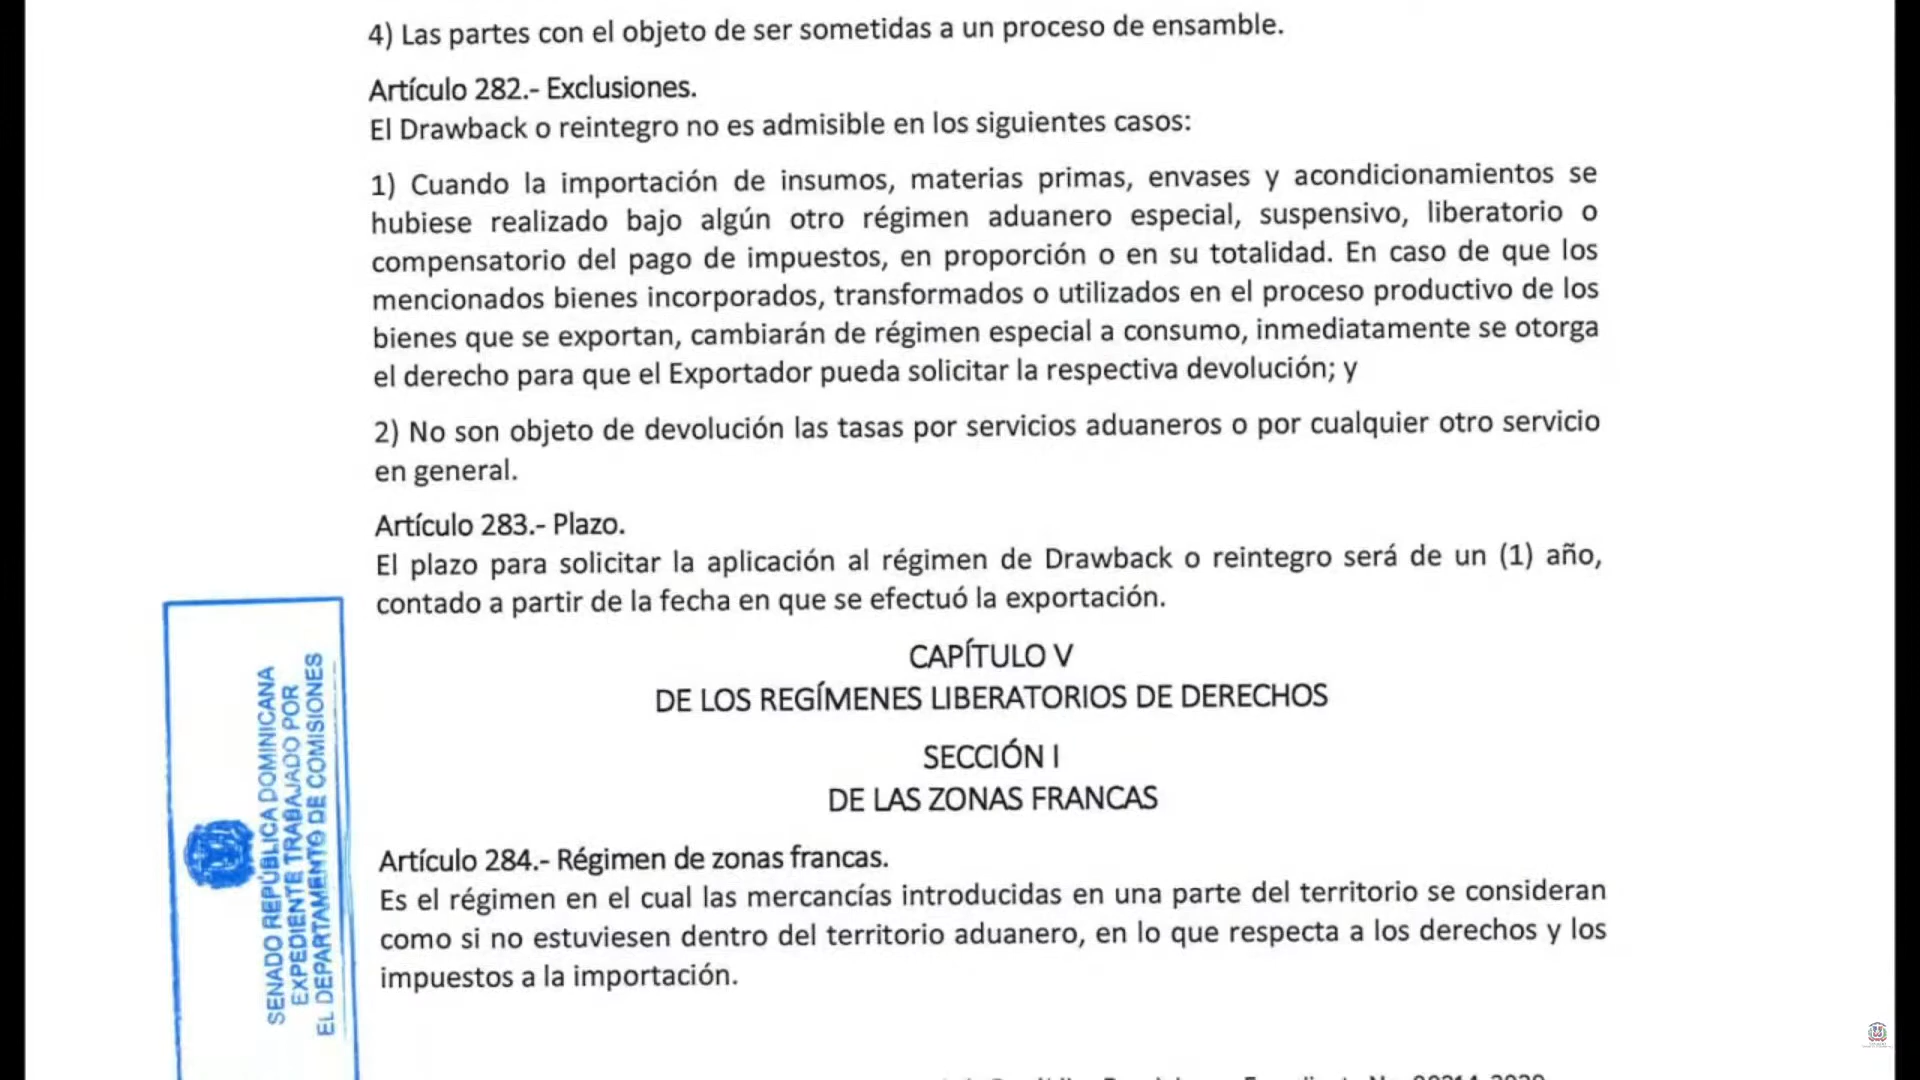 4) Las partes con el objeto de ser sometidas a un proceso de ensamble.
Artículo 282.- Exclusiones.
El Drawback o reintegro no es admisible en los siguientes casos:
1) Cuando la importación de insumos, materias primas, envases y acondicionamientos se
hubiese realizado bajo algún otro régimen aduanero especial, suspensivo, liberatorio o
compensatorio del pago de impuestos, en proporción o en su totalidad. En caso de que los
mencionados bienes incorporados, transformados o utilizados en el proceso productivo de los
bienes que se exportan, cambiarán de régimen especial a consumo, inmediatamente se otorga
el derecho para que el Exportador pueda solicitar la respectiva devolución; y
2) No son objeto de devolución las tasas por servicios aduaneros o por cualquier otro servicio
en general.
Artículo 283.- Plazo.
El plazo para solicitar la aplicación al régimen de Drawback o reintegro será de un (1) año,
contado a partir de la fecha en que se efectuó la exportación.
CAPÍTULO V
DE LOS REGÍMENES LIBERATORIOS DE DERECHOS
SECCIÓN I
DE LAS ZONAS FRANCAS
Artículo 284.- Régimen de zonas francas.
Es el régimen en el cual las mercancías introducidas en una parte del territorio se consideran
como si no estuviesen dentro del territorio aduanero, en lo que respecta a los derechos y los
impuestos a la importación.
SENADO REPÚBLICA DOMINICANA
EXPEDIENTE TRABAJADO POR
EL DEPARTAMENTO DE COMISIONES